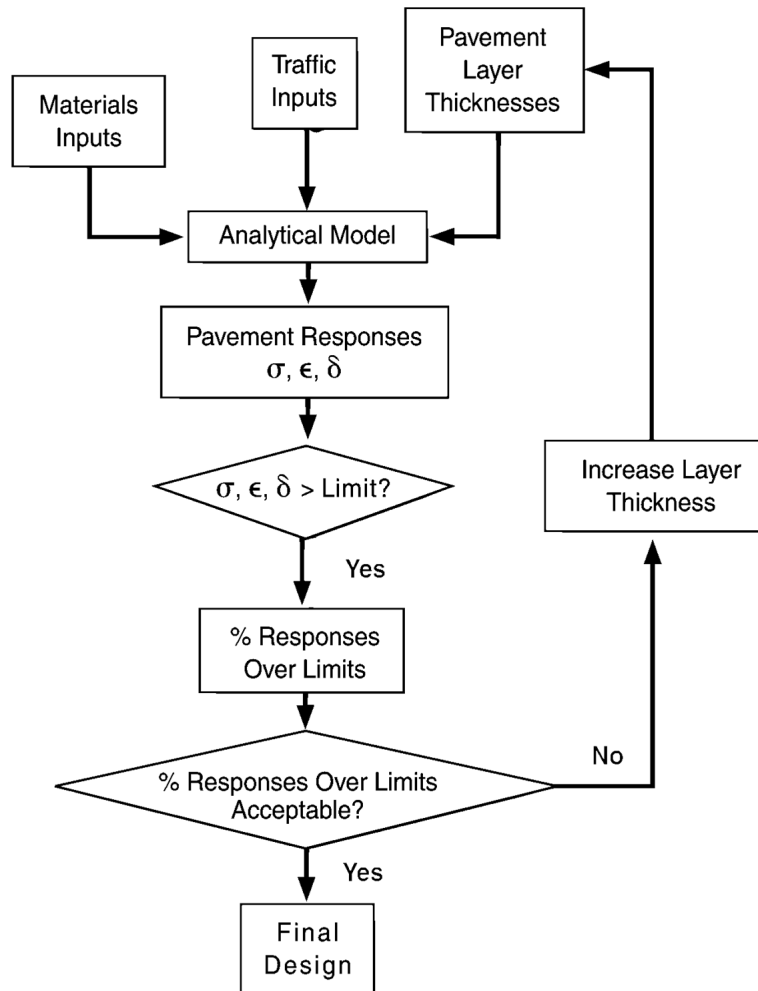 Materials
Inputs
Traffic
Inputs
Pavement
Layer
Thicknesses
Analytical Model
Pavement Responses
σ, ϵ, δ
σ, ϵ, δ > Limit?
Yes
% Responses
Over Limits
% Responses Over Limits
Acceptable?
No
Increase Layer
Thickness
Yes
Final
Design